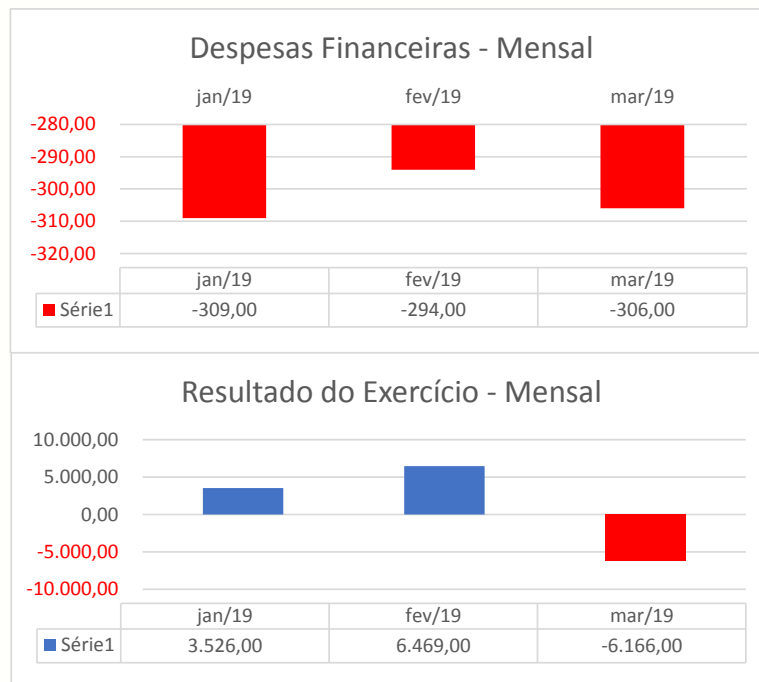 Despesas Financeiras - Mensal
jan/19 fev/19 mar/19
-280,00
-290,00
-300,00
-310,00
-320,00
jan/19 fev/19 mar/19
Série1 -309,00 -294,00 -306,00
Resultado do Exercício - Mensal
10.000,00
5.000,00
0,00
-5.000,00
-10.000,00
jan/19 fev/19 mar/19
Série1 3.526,00 6.469,00 -6.166,00